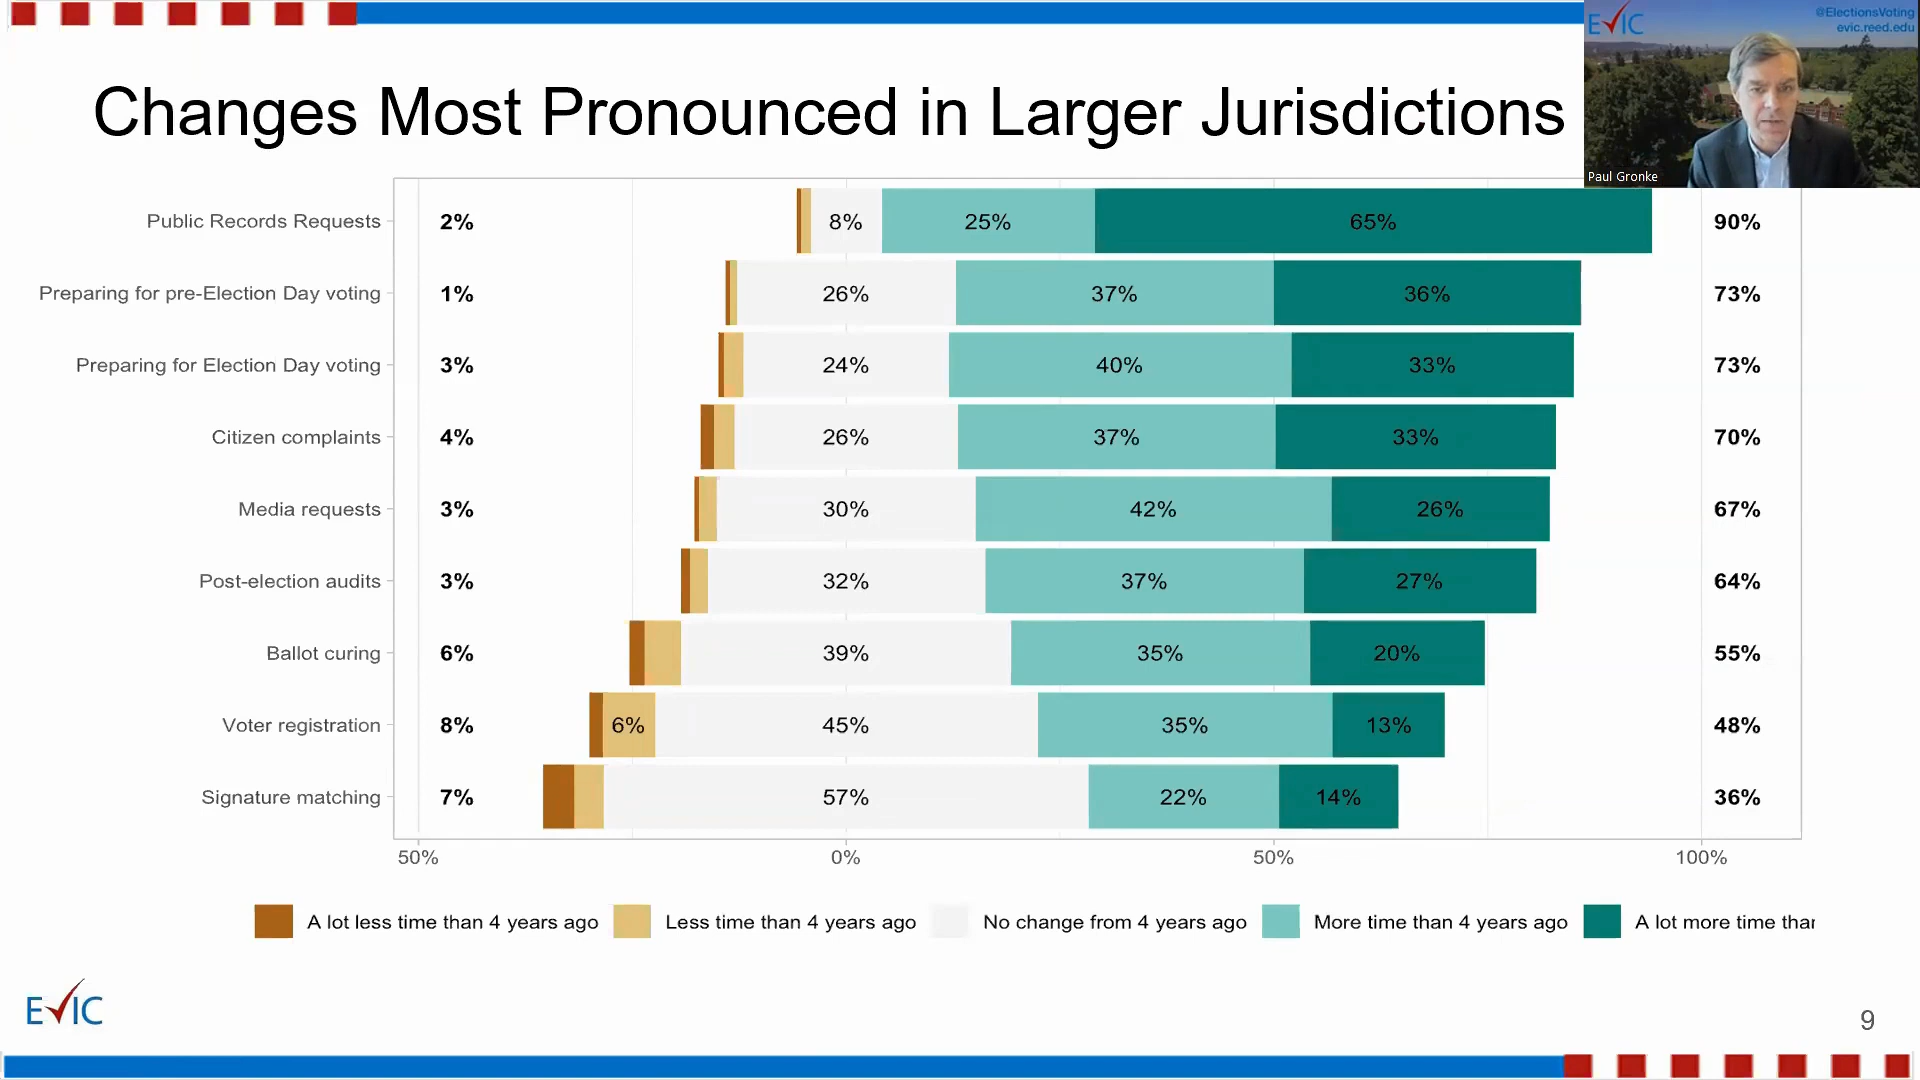 EVIC
@ElectionsVoting
evic.reed.edu
Paul Gronke
Changes Most Pronounced in Larger Jurisdictions
Public Records Requests 2% 8% 25% 65% 90%
Preparing for pre-Election Day voting 1% 26% 37% 36% 73%
Preparing for Election Day voting 3% 24% 40% 33% 73%
Citizen complaints 4% 26% 37% 33% 70%
Media requests 3% 30% 42% 26% 67%
Post-election audits 3% 32% 37% 27% 64%
Ballot curing 6% 39% 35% 20% 55%
Voter registration 8% 6% 45% 35% 13% 48%
Signature matching 7% 57% 22% 14% 36%
50% 0% 50% 100%
A lot less time than 4 years ago Less time than 4 years ago No change from 4 years ago More time than 4 years ago A lot more time than
EVIC
9